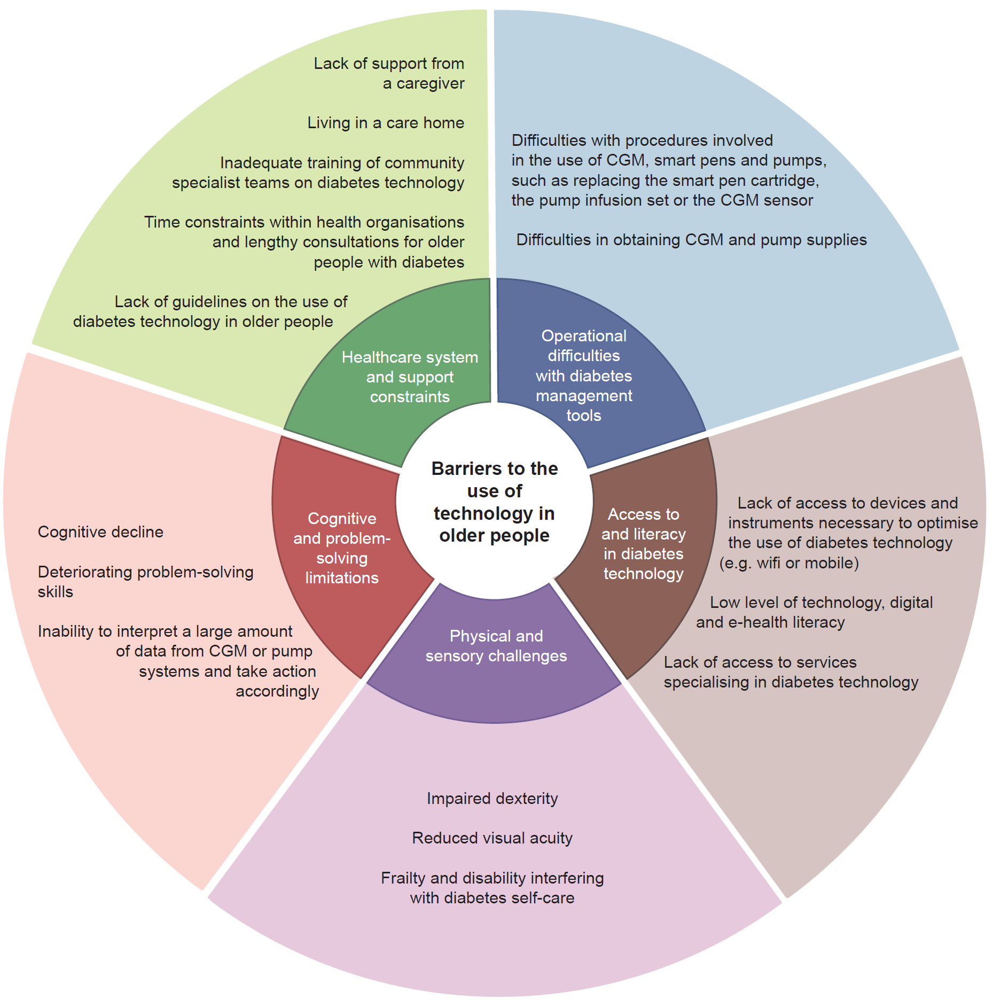 Lack of support from
a caregiver
Living in a care home
Inadequate training of community
specialist teams on diabetes technology
Time constraints within health organisations
and lengthy consultations for older
people with diabetes
Lack of guidelines on the use of
diabetes technology in older people
Healthcare system
and support
constraints
Difficulties with procedures involved
in the use of CGM, smart pens and pumps,
such as replacing the smart pen cartridge,
the pump infusion set or the CGM sensor
Difficulties in obtaining CGM and pump supplies
Operational
difficulties
with diabetes
management
tools
Barriers to the
use of
technology in
older people
Cognitive
and problem-
solving
limitations
Cognitive decline
Deteriorating problem-solving
skills
Inability to interpret a large amount
of data from CGM or pump
systems and take action
accordingly
Access to
and literacy
in diabetes
technology
Lack of access to devices and
instruments necessary to optimise
the use of diabetes technology
(e.g. wifi or mobile)
Low level of technology, digital
and e-health literacy
Lack of access to services
specialising in diabetes technology
Physical and
sensory challenges
Impaired dexterity
Reduced visual acuity
Frailty and disability interfering
with diabetes self-care